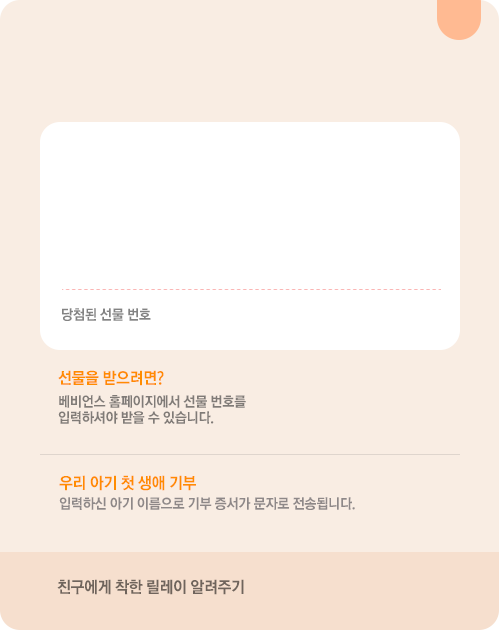 당첨된 선물 번호
선물을 받으려면?
베비언스 홈페이지에서 선물 번호를
입력하셔야 받을 수 있습니다.
우리 아기 첫 생애 기부
입력하신 아기 이름으로 기부 증서가 문자로 전송됩니다.
친구에게 착한 릴레이 알려주기